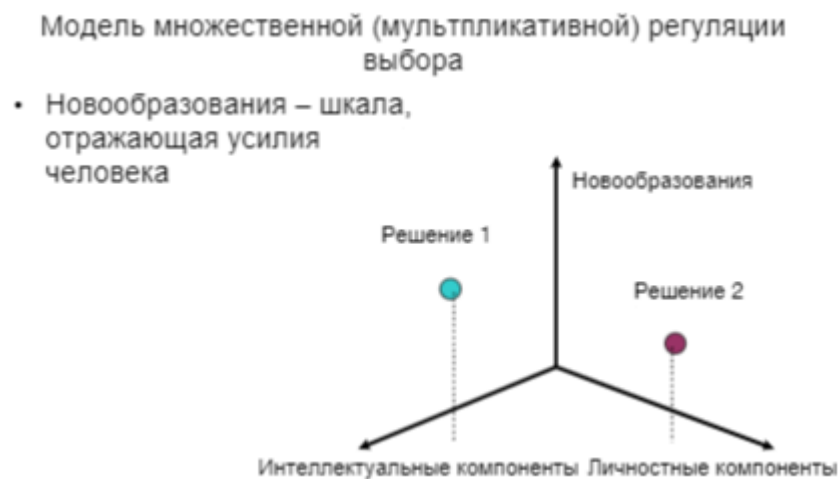 Модель множественной (мультпликативной) регуляции
выбора
• Новообразования – шкала,
отражающая усилия
человека
Новообразования
Решение 1
Решение 2
Интеллектуальные компоненты Личностные компоненты